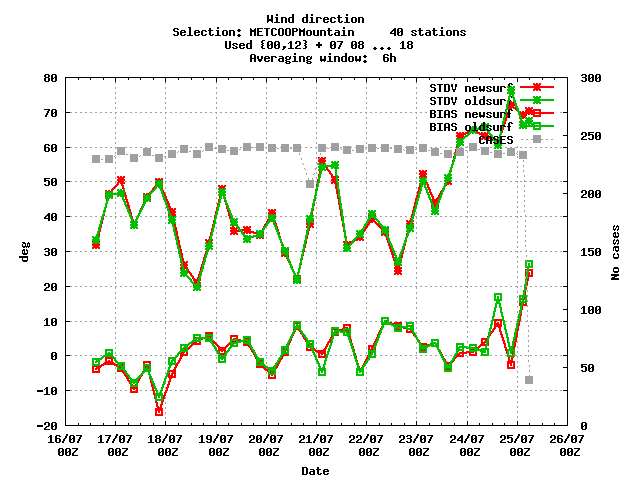 Wind direction
Selection: METCOOPMountain 40 stations
Used {00,12} + 07 08 ... 18
Averaging window: 6h
80 300
STDV newsurf
STDV oldsurf
70
BIAS newsurf
BIAS oldsurf
250
60 CASES
50 200
40
30 150
20
100
10
0 50
-10
-20 0
16/07 17/07 18/07 19/07 20/07 21/07 22/07 23/07 24/07 25/07 26/07
00Z 00Z 00Z 00Z 00Z 00Z 00Z 00Z 00Z 00Z 00Z
Date
deg
No cases